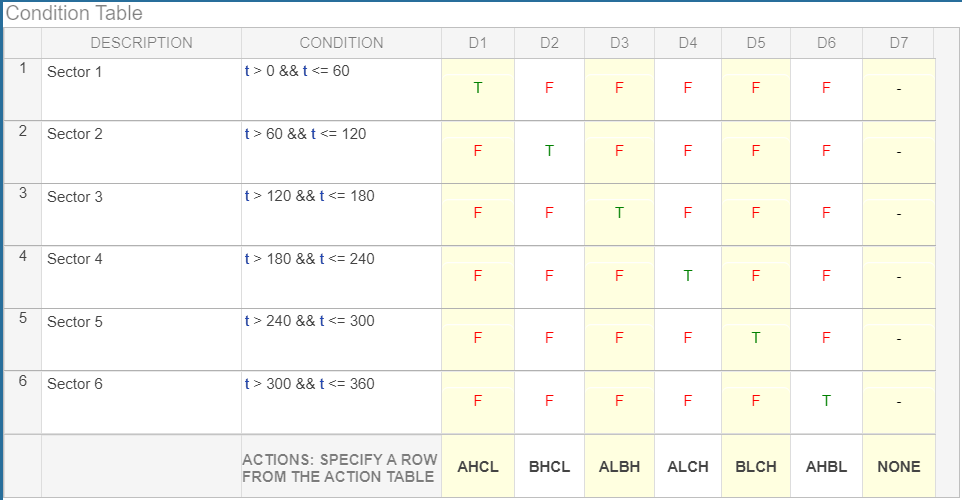 Condition Table
DESCRIPTION CONDITION D1 D2 D3 D4 D5 D6 D7
1 Sector 1 t > 0 && t <= 60 T F F F F F -
2 Sector 2 t > 60 && t <= 120 F T F F F F -
3 Sector 3 t > 120 && t <= 180 F F T F F F -
4 Sector 4 t > 180 && t <= 240 F F F T F F -
5 Sector 5 t > 240 && t <= 300 F F F F T F -
6 Sector 6 t > 300 && t <= 360 F F F F F T -
ACTIONS: SPECIFY A ROW
FROM THE ACTION TABLE AHCL BHCL ALBH ALCH BLCH AHBL NONE